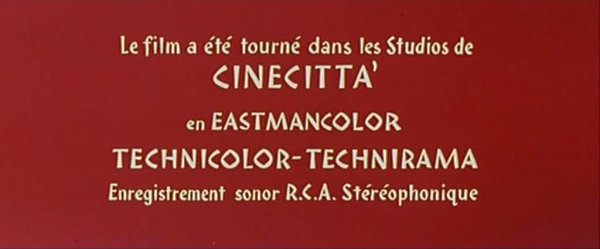 Le film a été tourné dans les Studios de
CINECITTA'
en EASTMANCOLOR
TECHNICOLOR-TECHNIRAMA
Enregistrement sonor R.C.A. Stéréophonique